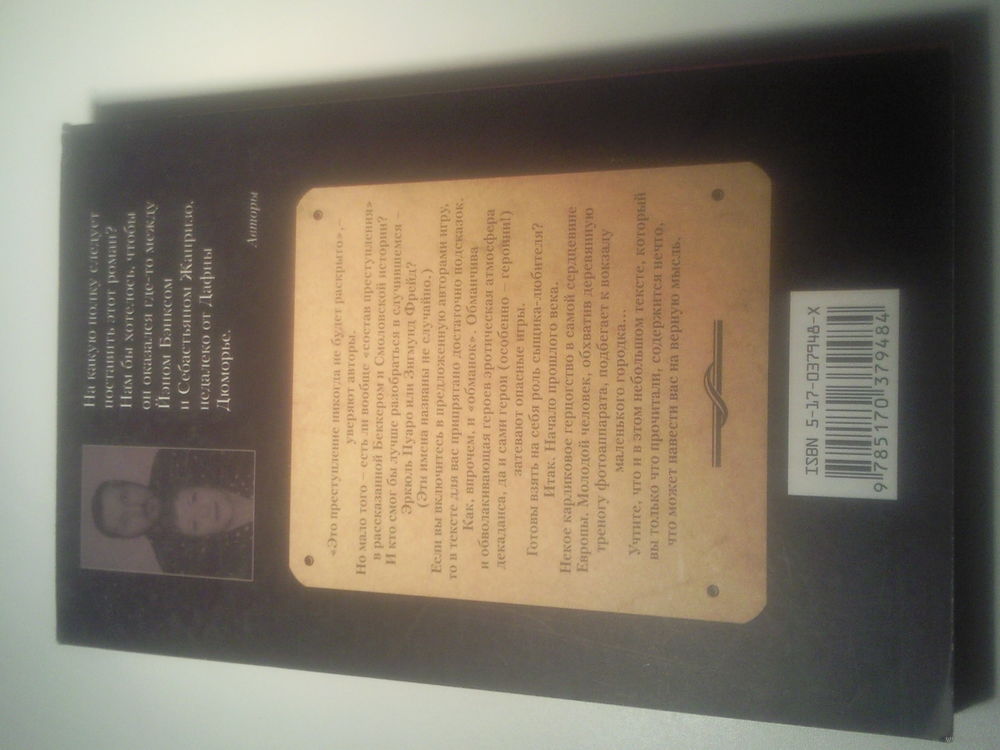 На какую полку следует
поставить этот роман?
Нам бы хотелось, чтобы
он оказался где-то между
Йэном Бэнксом
и Себастьяном Жапризо,
недалеко от Дафны
Дюморье.
Авторы
«Это преступление никогда не будет раскрыто», –
уверяют авторы.
Но мало того – есть ли вообще «состав преступления»
в рассказанной Беккером и Смоловской истории?
И кто смог бы лучше разобраться в случившемся –
Эркюль Пуаро или Зигмунд Фрейд?
(Эти имена названы не случайно.)
Если вы включитесь в предложенную авторами игру,
то в тексте для вас припрятано достаточно подсказок.
Как, впрочем, и «обманок». Обманчива
и обволакивающая героев эротическая атмосфера
декаданса, да и сами герои (особенно – героини!)
затевают опасные игры.
Готовы взять на себя роль сыщика-любителя?
Итак. Начало прошлого века.
Некое карликовое герцогство в самой сердцевине
Европы. Молодой человек, обхватив деревянную
треногу фотоаппарата, подбегает к вокзалу
маленького городка...
Учтите, что и в этом небольшом тексте, который
вы только что прочитали, содержится нечто,
что может навести вас на верную мысль.
ISBN 5-17-037948-X
9 785170 379484